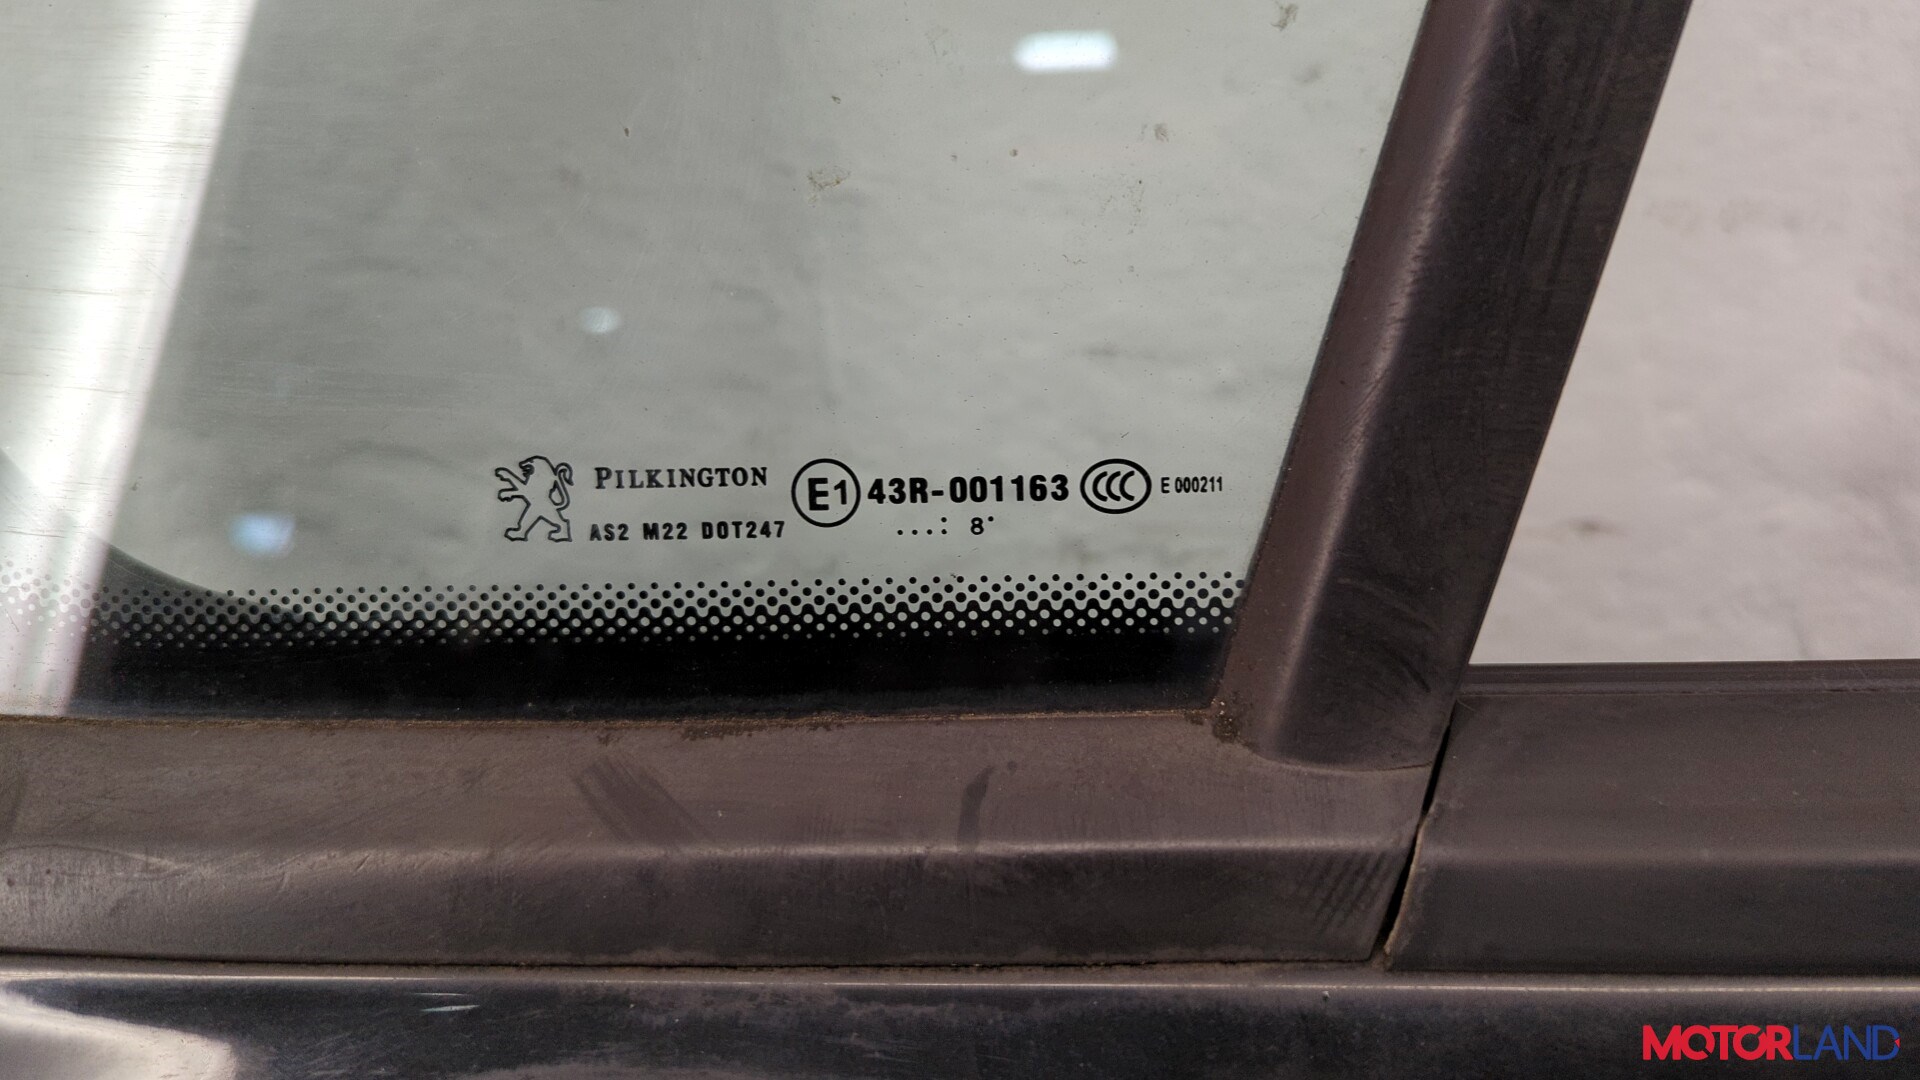 PILKINGTON E1 43R-001163 CCC E 000211
AS2 M22 DOT247 ...: 8˙
MOTORLAND